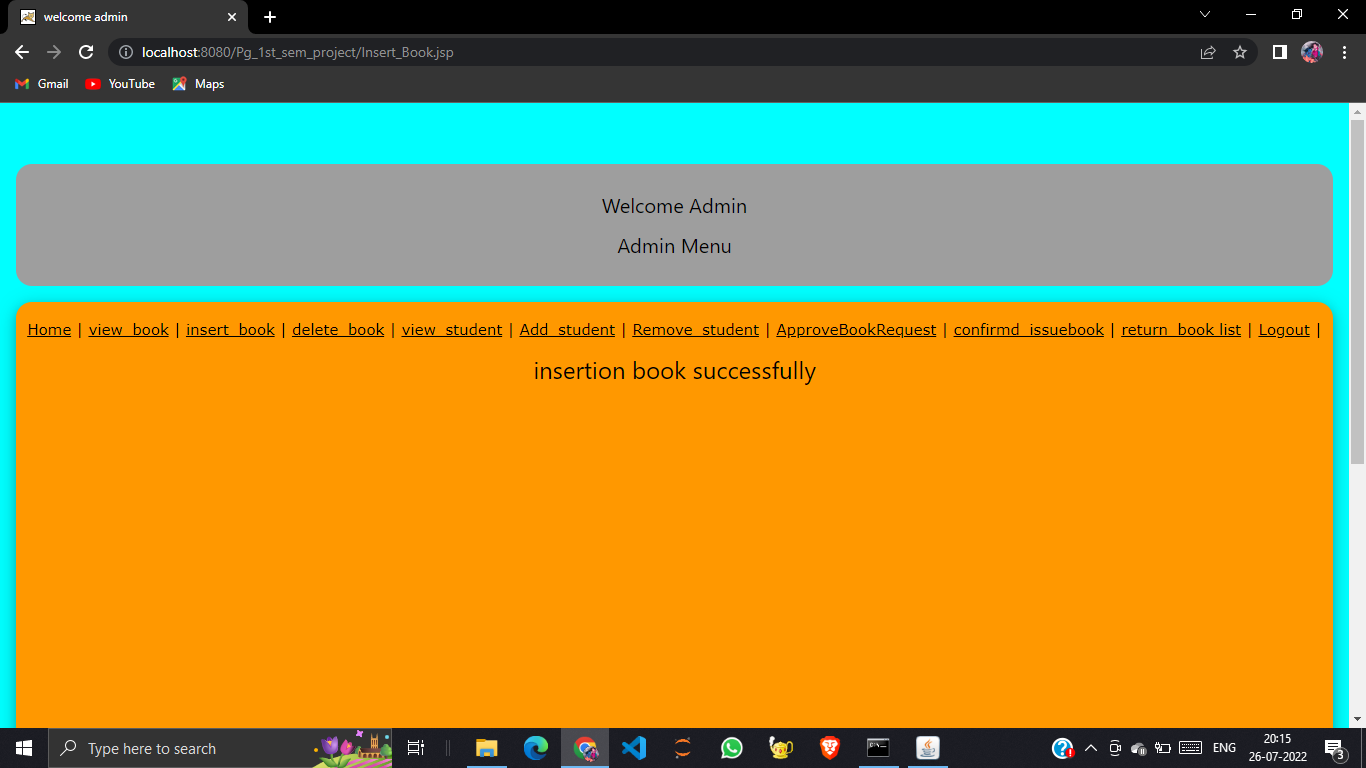 welcome admin
localhost:8080/Pg_1st_sem_project/Insert_Book.jsp
Gmail YouTube Maps
Welcome Admin
Admin Menu
Home | view_book | insert_book | delete_book | view_student | Add_student | Remove_student | ApproveBookRequest | confirmd_issuebook | return_book list | Logout |
insertion book successfully
Type here to search
ENG
20:15
26-07-2022
3